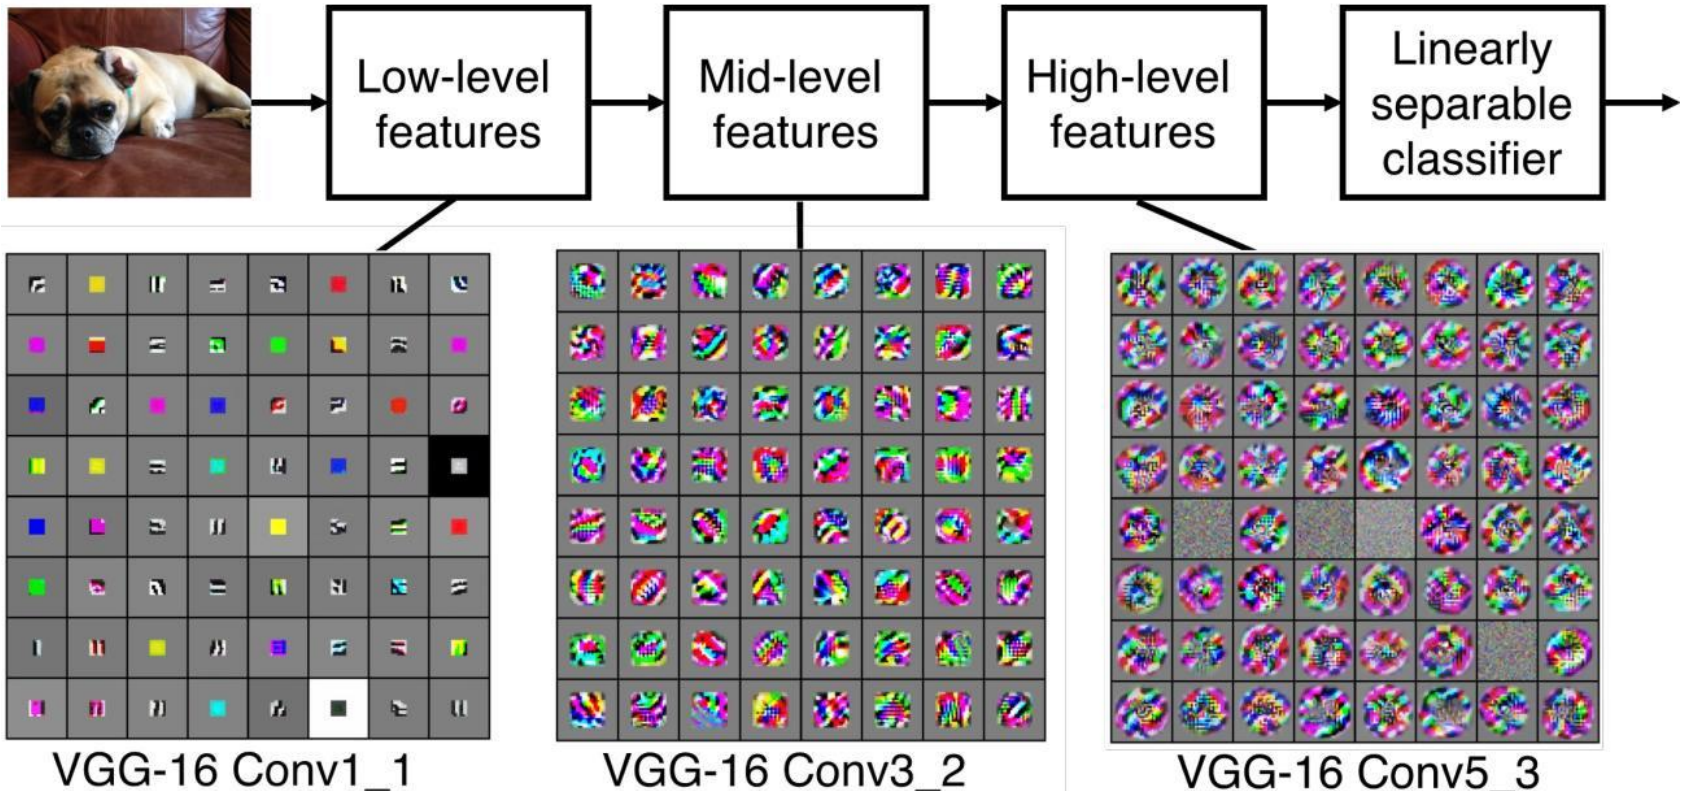 Low-level
features
Mid-level
features
High-level
features
Linearly
separable
classifier
VGG-16 Conv1_1
VGG-16 Conv3_2
VGG-16 Conv5_3